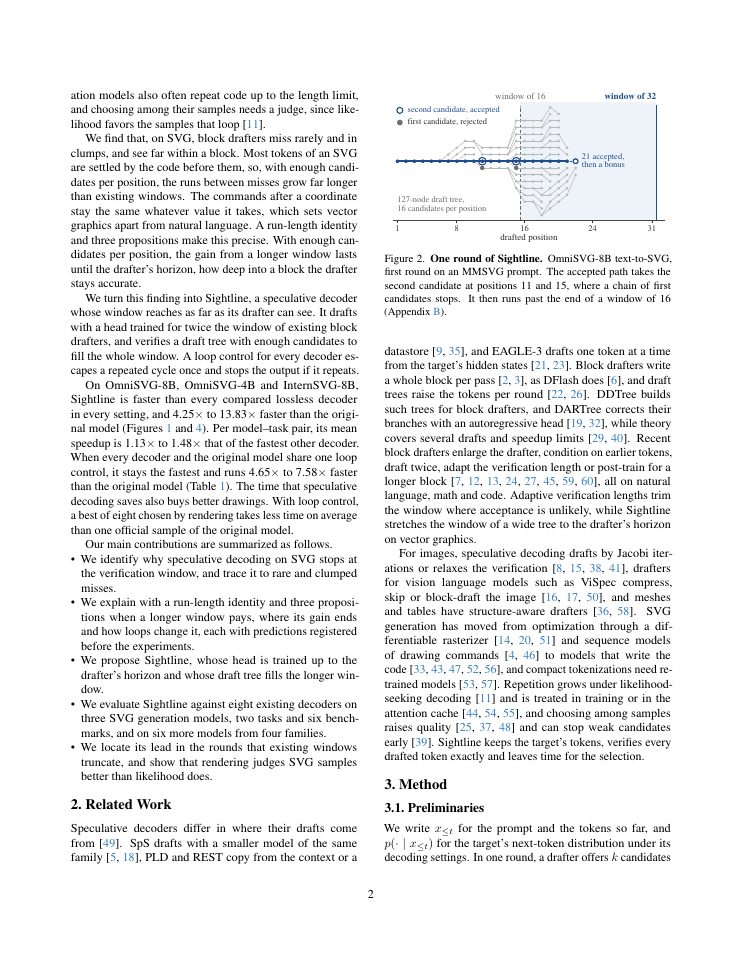 ation models also often repeat code up to the length limit,
and choosing among their samples needs a judge, since like-
lihood favors the samples that loop [11].
We find that, on SVG, block drafters miss rarely and in
clumps, and see far within a block. Most tokens of an SVG
are settled by the code before them, so, with enough candi-
dates per position, the runs between misses grow far longer
than existing windows. The commands after a coordinate
stay the same whatever value it takes, which sets vector
graphics apart from natural language. A run-length identity
and three propositions make this precise. With enough can-
didates per position, the gain from a longer window lasts
until the drafter's horizon, how deep into a block the drafter
stays accurate.
We turn this finding into Sightline, a speculative decoder
whose window reaches as far as its drafter can see. It drafts
with a head trained for twice the window of existing block
drafters, and verifies a draft tree with enough candidates to
fill the whole window. A loop control for every decoder es-
capes a repeated cycle once and stops the output if it repeats.
On OmniSVG-8B, OmniSVG-4B and InternSVG-8B,
Sightline is faster than every compared lossless decoder
in every setting, and 4.25× to 13.83× faster than the origi-
nal model (Figures 1 and 4). Per model–task pair, its mean
speedup is 1.13× to 1.48× that of the fastest other decoder.
When every decoder and the original model share one loop
control, it stays the fastest and runs 4.65× to 7.58× faster
than the original model (Table 1). The time that speculative
decoding saves also buys better drawings. With loop control,
a best of eight chosen by rendering takes less time on average
than one official sample of the original model.
Our main contributions are summarized as follows.
• We identify why speculative decoding on SVG stops at
the verification window, and trace it to rare and clumped
misses.
• We explain with a run-length identity and three proposi-
tions when a longer window pays, where its gain ends
and how loops change it, each with predictions registered
before the experiments.
• We propose Sightline, whose head is trained up to the
drafter's horizon and whose draft tree fills the longer win-
dow.
• We evaluate Sightline against eight existing decoders on
three SVG generation models, two tasks and six bench-
marks, and on six more models from four families.
• We locate its lead in the rounds that existing windows
truncate, and show that rendering judges SVG samples
better than likelihood does.
2. Related Work
Speculative decoders differ in where their drafts come
from [49]. SpS drafts with a smaller model of the same
family [5, 18], PLD and REST copy from the context or a
window of 16
window of 32
second candidate, accepted
first candidate, rejected
21 accepted,
then a bonus
127-node draft tree,
16 candidates per position
1 8 16 24 31
drafted position
Figure 2. One round of Sightline. OmniSVG-8B text-to-SVG,
first round on an MMSVG prompt. The accepted path takes the
second candidate at positions 11 and 15, where a chain of first
candidates stops. It then runs past the end of a window of 16
(Appendix B).
datastore [9, 35], and EAGLE-3 drafts one token at a time
from the target's hidden states [21, 23]. Block drafters write
a whole block per pass [2, 3], as DFlash does [6], and draft
trees raise the tokens per round [22, 26]. DDTree builds
such trees for block drafters, and DARTree corrects their
branches with an autoregressive head [19, 32], while theory
covers several drafts and speedup limits [29, 40]. Recent
block drafters enlarge the drafter, condition on earlier tokens,
draft twice, adapt the verification length or post-train for a
longer block [7, 12, 13, 24, 27, 45, 59, 60], all on natural
language, math and code. Adaptive verification lengths trim
the window where acceptance is unlikely, while Sightline
stretches the window of a wide tree to the drafter's horizon
on vector graphics.
For images, speculative decoding drafts by Jacobi iter-
ations or relaxes the verification [8, 15, 38, 41], drafters
for vision language models such as ViSpec compress,
skip or block-draft the image [16, 17, 50], and meshes
and tables have structure-aware drafters [36, 58]. SVG
generation has moved from optimization through a dif-
ferentiable rasterizer [14, 20, 51] and sequence models
of drawing commands [4, 46] to models that write the
code [33, 43, 47, 52, 56], and compact tokenizations need re-
trained models [53, 57]. Repetition grows under likelihood-
seeking decoding [11] and is treated in training or in the
attention cache [44, 54, 55], and choosing among samples
raises quality [25, 37, 48] and can stop weak candidates
early [39]. Sightline keeps the target's tokens, verifies every
drafted token exactly and leaves time for the selection.
3. Method
3.1. Preliminaries
We write x≤t for the prompt and the tokens so far, and
p(· | x≤t) for the target's next-token distribution under its
decoding settings. In one round, a drafter offers k candidates
2